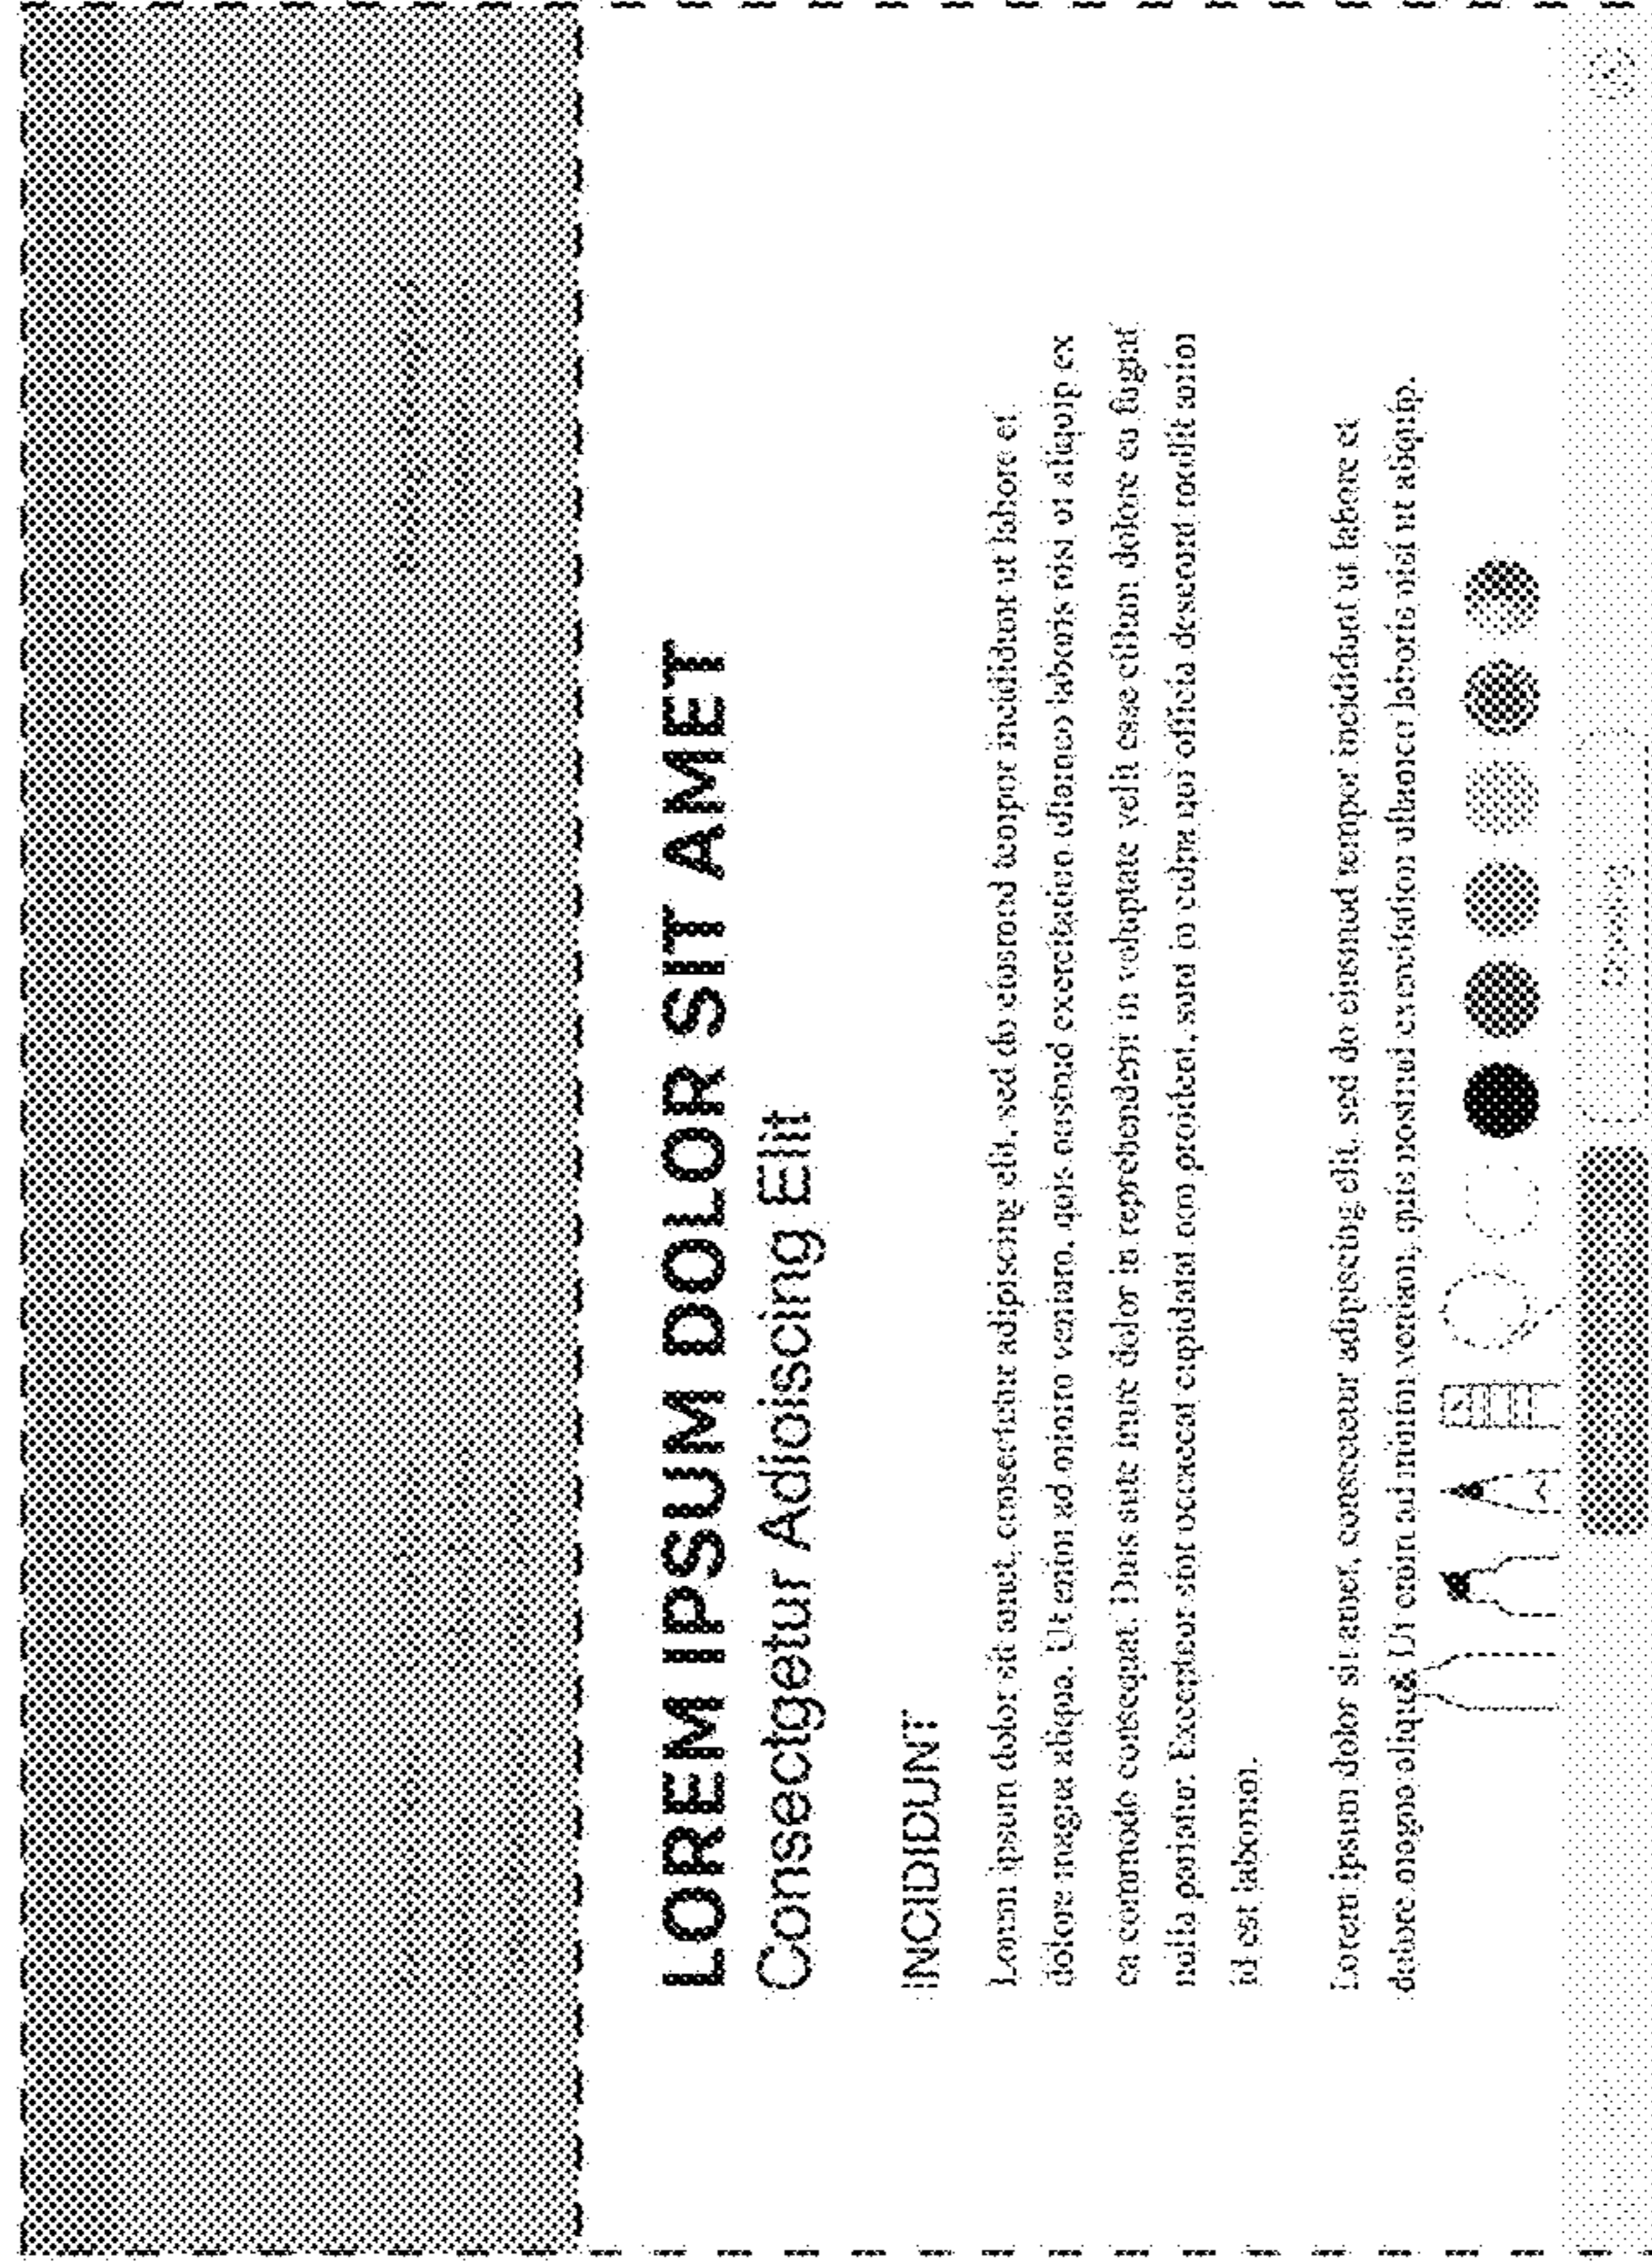 LOREM IPSUM DOLOR SIT AMET
Consectgetur Adioiscing Elit
INCIDIDUNT
Lorem ipsum dolor sit amet, consectetur adipiscing elit, sed do eiusmod tempor incididunt ut labore et
dolore magna aliqua. Ut enim ad minim veniam, quis nostrud exercitation ullamco laboris nisi ut aliquip ex
ea commodo consequat. Duis aute irure dolor in reprehenderit in voluptate velit esse cillum dolore eu fugiat
nulla pariatur. Excepteur sint occaecat cupidatat non proident, sunt in culpa qui officia deserunt mollit anim
id est laborum.
Lorem ipsum dolor sit amet, consecteur adipiscing elit, sed do eiusmod tempor incididunt ut labore et
dolore magna aliqua. Ut enim ad minim veniam, quis nostrud exercitation ullamco laboris nisi ut aliquip.